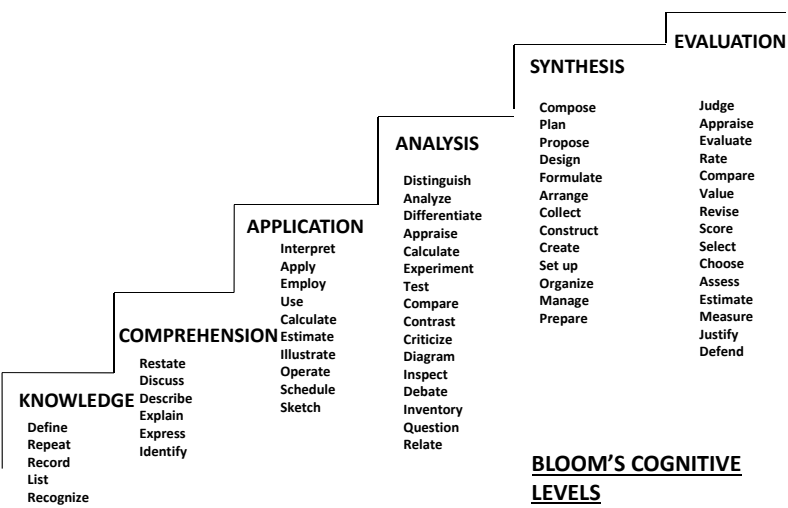 EVALUATION
Judge
Appraise
Evaluate
Rate
Compare
Value
Revise
Score
Select
Choose
Assess
Estimate
Measure
Justify
Defend
SYNTHESIS
Compose
Plan
Propose
Design
Formulate
Arrange
Collect
Construct
Create
Set up
Organize
Manage
Prepare
ANALYSIS
Distinguish
Analyze
Differentiate
Appraise
Calculate
Experiment
Test
Compare
Contrast
Criticize
Diagram
Inspect
Debate
Inventory
Question
Relate
APPLICATION
Interpret
Apply
Employ
Use
Calculate
Estimate
Illustrate
Operate
Schedule
Sketch
COMPREHENSION
Restate
Discuss
Describe
Explain
Express
Identify
KNOWLEDGE
Define
Repeat
Record
List
Recognize
BLOOM’S COGNITIVE
LEVELS